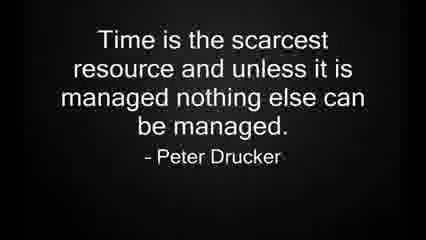 Time is the scarcest
resource and unless it is
managed nothing else can
be managed.
- Peter Drucker